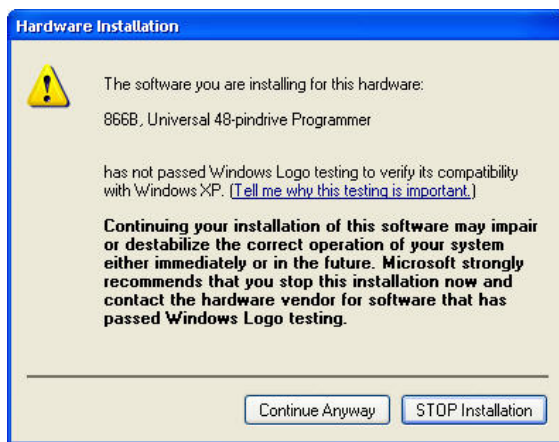 Hardware Installation
The software you are installing for this hardware:
866B, Universal 48-pindrive Programmer
has not passed Windows Logo testing to verify its compatibility
with Windows XP. (Tell me why this testing is important.)
Continuing your installation of this software may impair
or destabilize the correct operation of your system
either immediately or in the future. Microsoft strongly
recommends that you stop this installation now and
contact the hardware vendor for software that has
passed Windows Logo testing.
Continue Anyway
STOP Installation